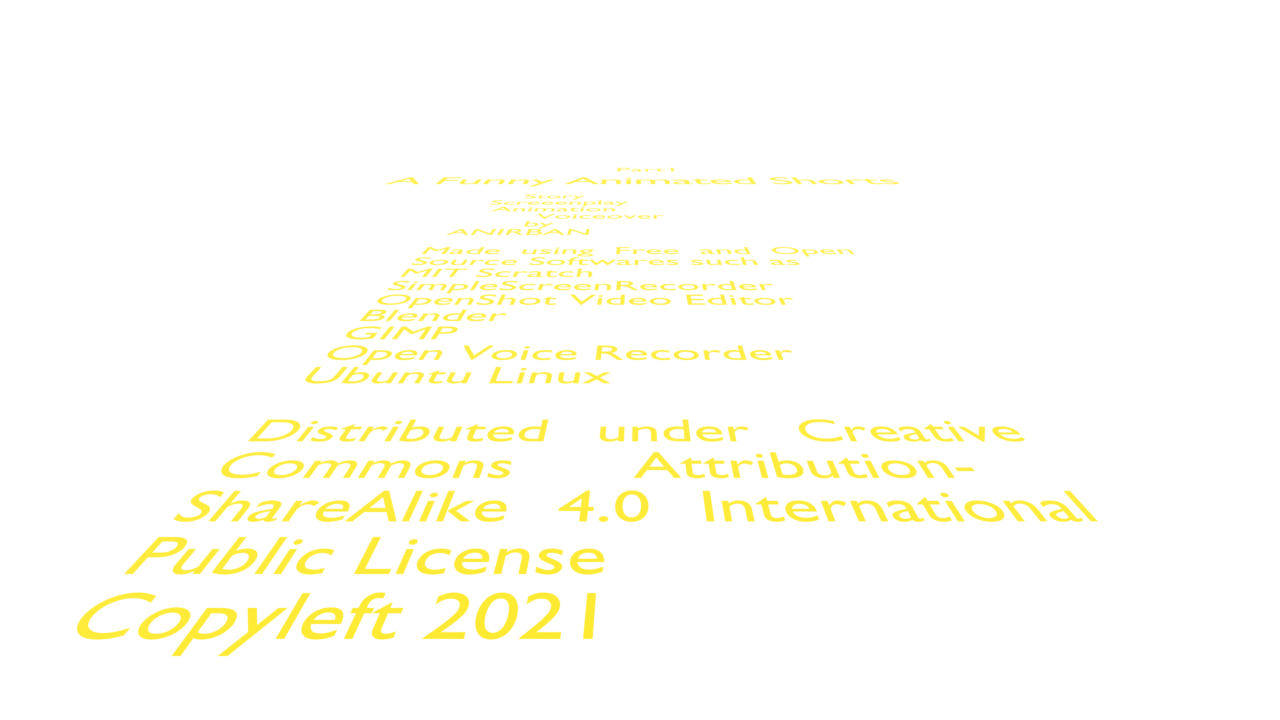 Part1
A Funny Animated Shorts
Story
Screeenplay
Animation
Voiceover
by
ANIRBAN
Made using Free and Open
Source Softwares such as
MIT Scratch
SimpleScreenRecorder
OpenShot Video Editor
Blender
GIMP
Open Voice Recorder
Ubuntu Linux
Distributed under Creative
Commons Attribution-
ShareAlike 4.0 International
Public License
Copyleft 2021